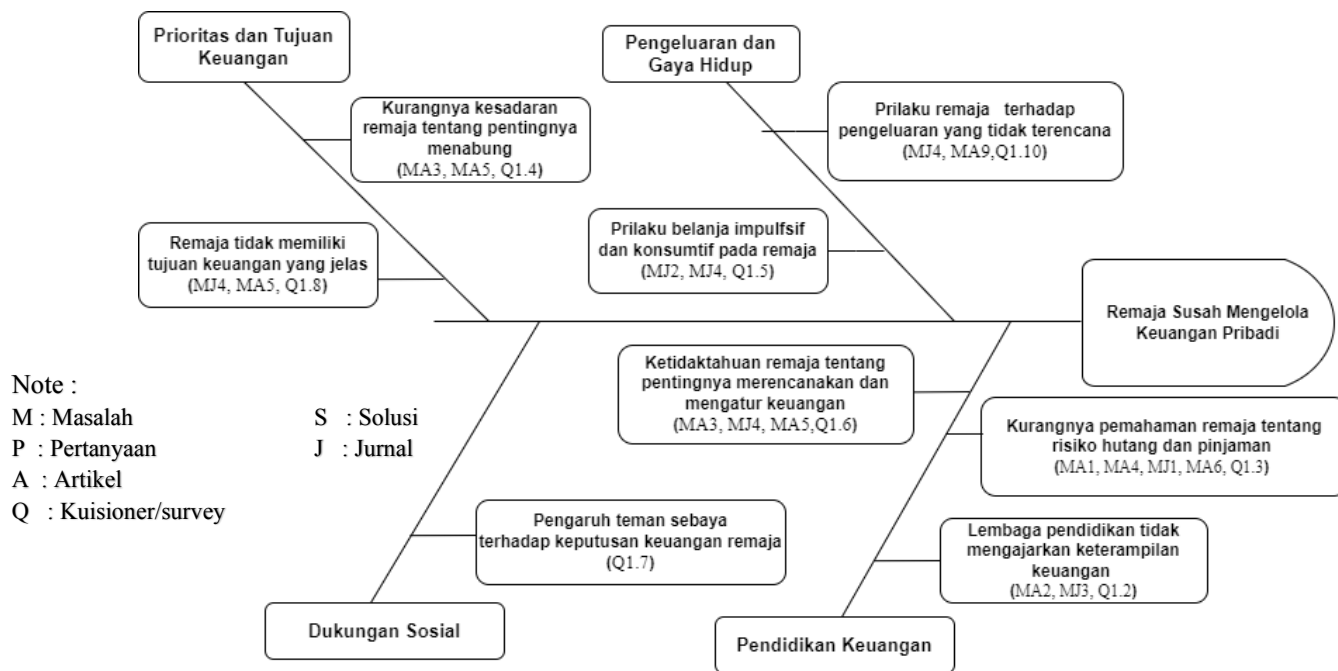 Prioritas dan Tujuan
Keuangan
Pengeluaran dan
Gaya Hidup
Kurangnya kesadaran
remaja tentang pentingnya
menabung
(MA3, MA5, Q1.4)
Prilaku remaja terhadap
pengeluaran yang tidak terencana
(MJ4, MA9,Q1.10)
Remaja tidak memiliki
tujuan keuangan yang jelas
(MJ4, MA5, Q1.8)
Prilaku belanja impulfsif
dan konsumtif pada remaja
(MJ2, MJ4, Q1.5)
Remaja Susah Mengelola
Keuangan Pribadi
Ketidaktahuan remaja tentang
pentingnya merencanakan dan
mengatur keuangan
(MA3, MJ4, MA5,Q1.6)
Kurangnya pemahaman remaja tentang
risiko hutang dan pinjaman
(MA1, MA4, MJ1, MA6, Q1.3)
Pengaruh teman sebaya
terhadap keputusan keuangan remaja
(Q1.7)
Lembaga pendidikan tidak
mengajarkan keterampilan
keuangan
(MA2, MJ3, Q1.2)
Dukungan Sosial
Pendidikan Keuangan
Note :
M : Masalah S : Solusi
P : Pertanyaan J : Jurnal
A : Artikel
Q : Kuisioner/survey